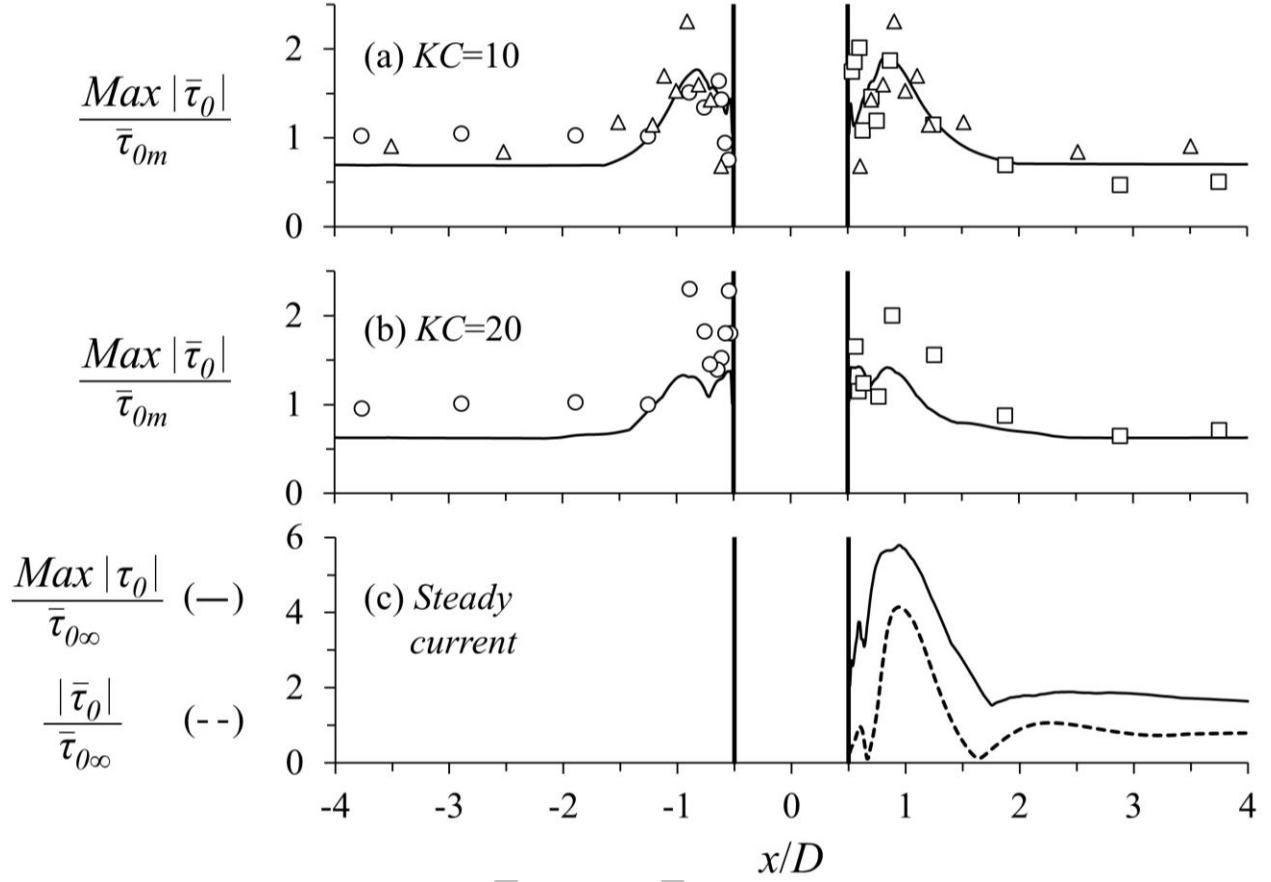 2
(a) KC=10
Max |τ̄0|
τ̄0m
1
0
2
(b) KC=20
Max |τ̄0|
τ̄0m
1
0
6
Max |τ0| (—)
τ̄0∞
(c) Steady
current
4
|τ̄0| (- -)
τ̄0∞
2
0
-4 -3 -2 -1 0 1 2 3 4
x/D